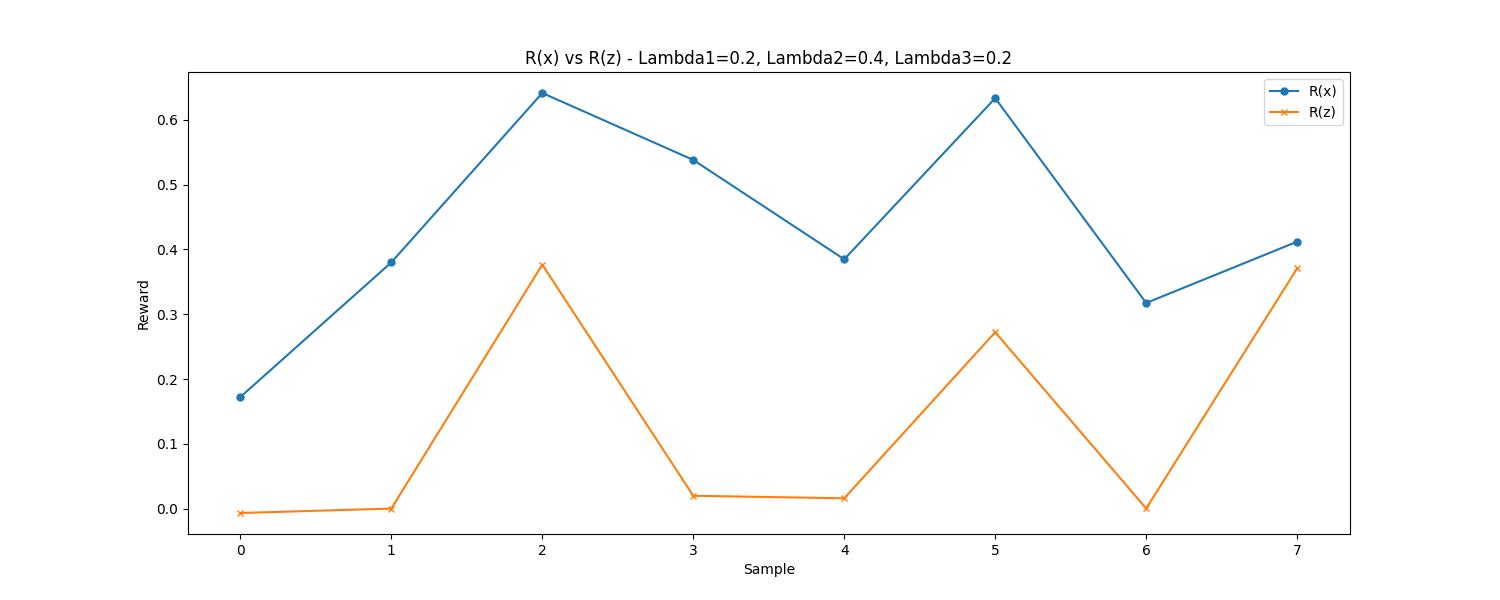 R(x) vs R(z) - Lambda1=0.2, Lambda2=0.4, Lambda3=0.2
R(x)
R(z)
0.6
0.5
0.4
0.3
0.2
0.1
0.0
Reward
0 1 2 3 4 5 6 7
Sample